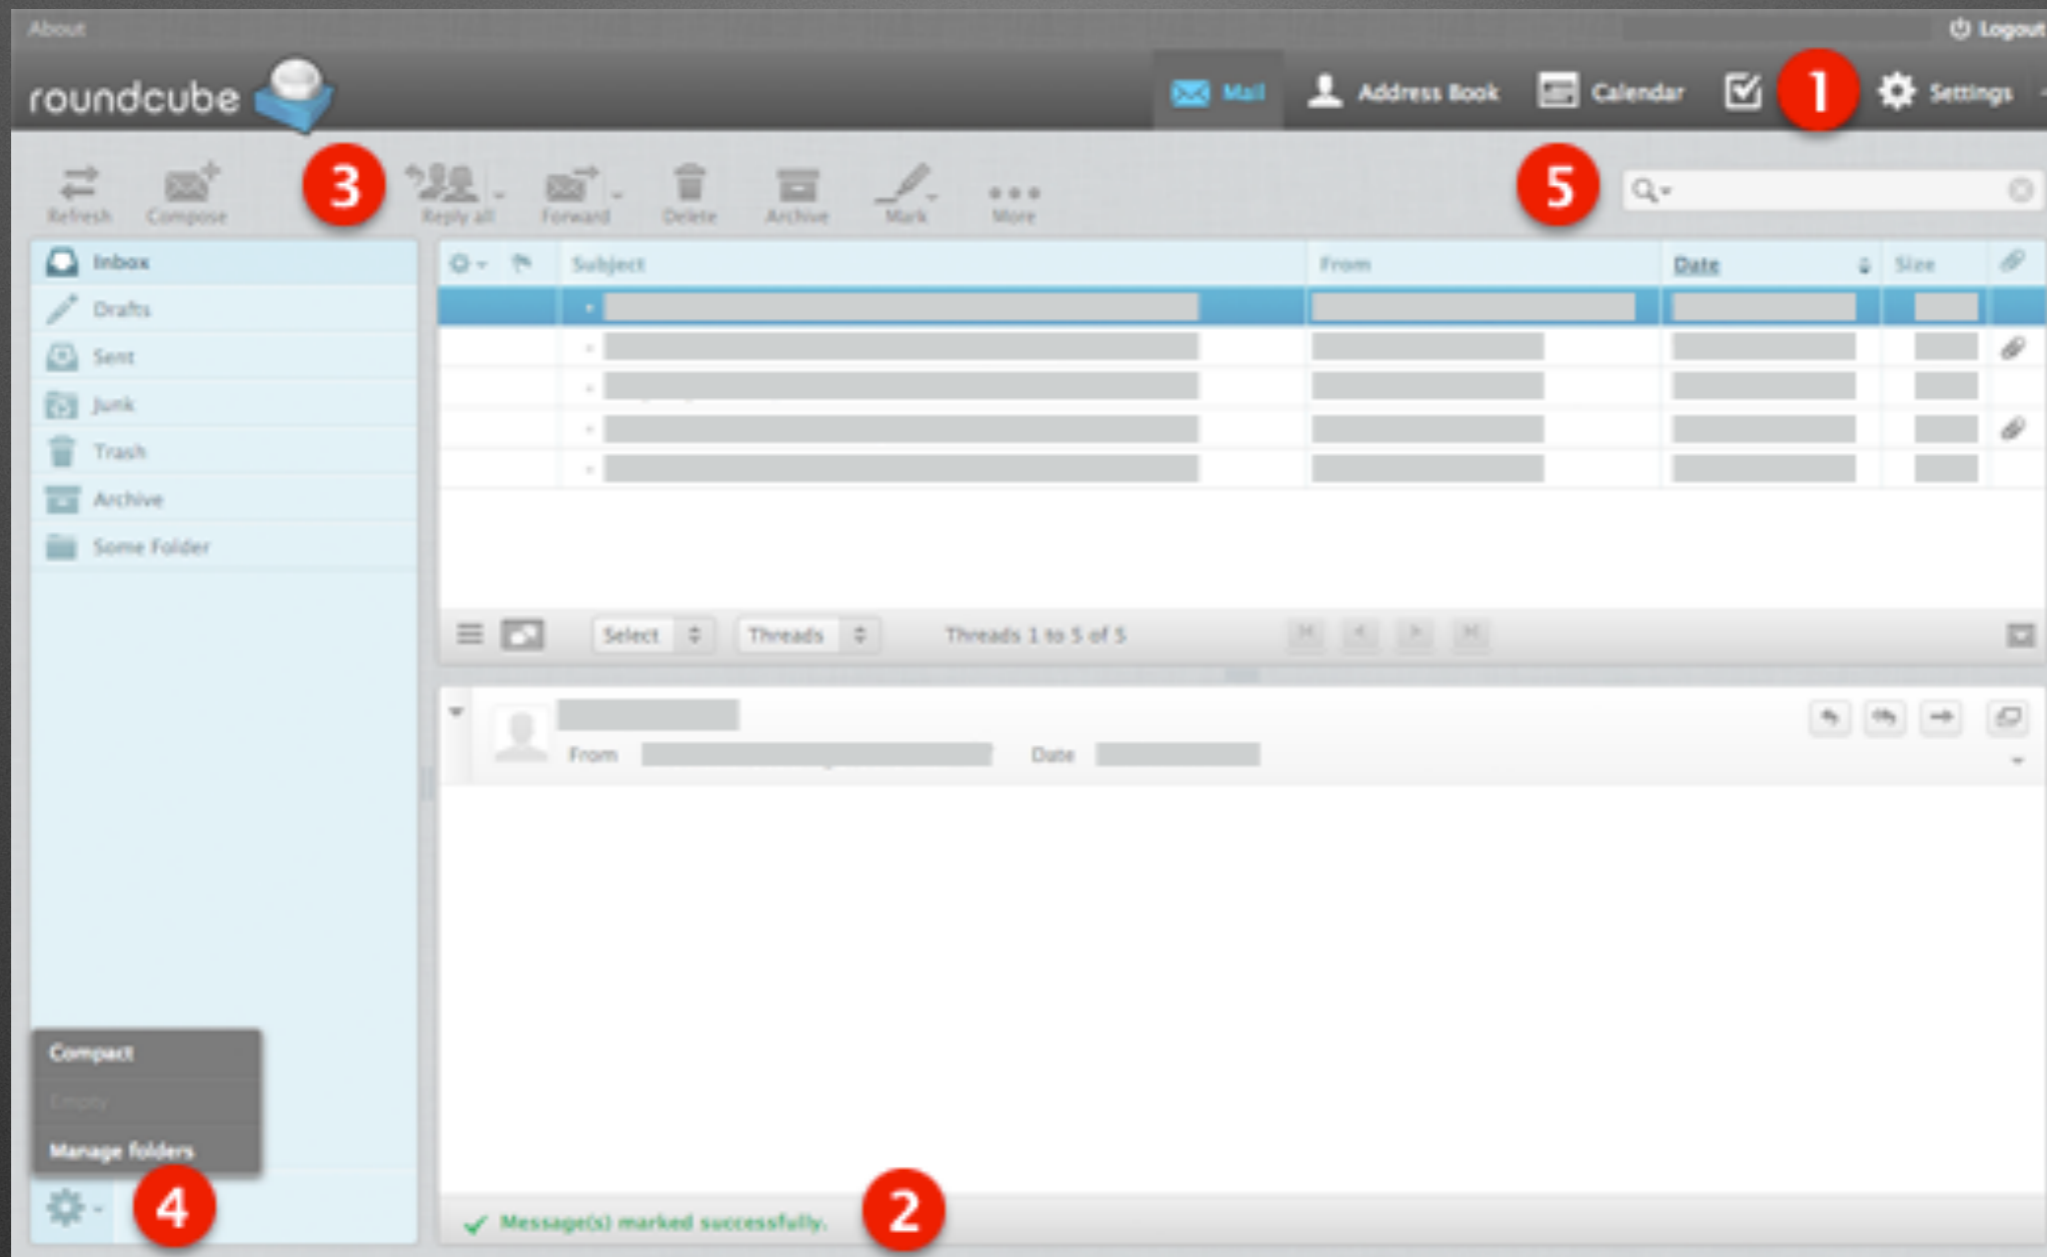 About
Logout
roundcube
Mail Address Book Calendar 1 Settings
3 5
Refresh Compose Reply all Forward Delete Archive Mark More
Inbox
Drafts
Sent
Junk
Trash
Archive
Some Folder
Subject From Date Size
Select Threads Threads 1 to 5 of 5
From Date
Compact
Empty
Manage folders
4
Message(s) marked successfully. 2